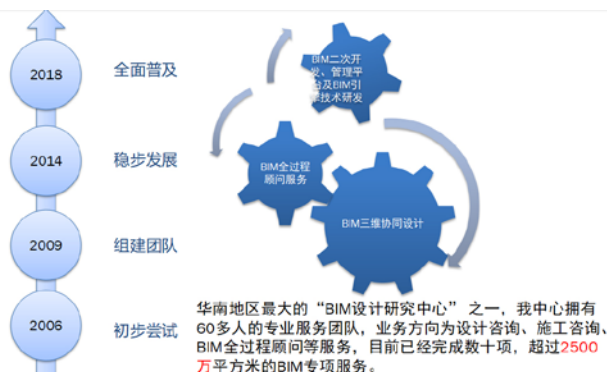 2018
全面普及
2014
稳步发展
2009
组建团队
2006
初步尝试
BIM二次开
发、管理平
台及BIM引
擎技术研发
BIM全过程
顾问服务
BIM三维协同设计
华南地区最大的“BIM设计研究中心”之一，我中心拥有
60多人的专业服务团队，业务方向为设计咨询、施工咨询、
BIM全过程顾问等服务，目前已经完成数十项，超过2500
万平方米的BIM专项服务。